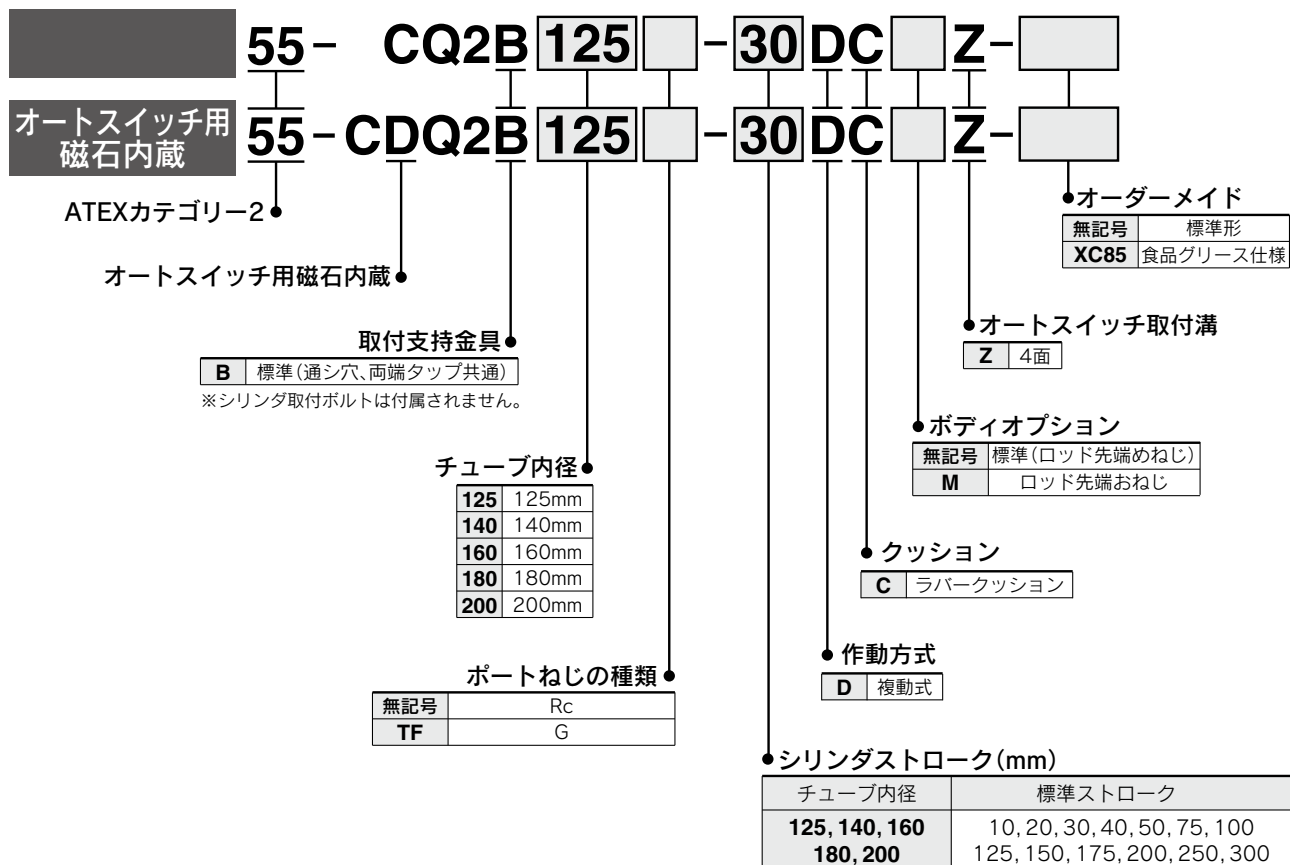 55- CQ2B 125 -30 D C Z-
オートスイッチ用
磁石内蔵
55-CDQ2B 125 -30 D C Z-
ATEXカテゴリー2
オートスイッチ用磁石内蔵
取付支持金具
B 標準(通シ穴、両端タップ共通)
※シリンダ取付ボルトは付属されません。
チューブ内径
125 125mm
140 140mm
160 160mm
180 180mm
200 200mm
ポートねじの種類
無記号 Rc
TF G
シリンダストローク(mm)
チューブ内径 標準ストローク
125, 140, 160 10, 20, 30, 40, 50, 75, 100
180, 200 125, 150, 175, 200, 250, 300
作動方式
D 複動式
クッション
C ラバークッション
ボディオプション
無記号 標準(ロッド先端めねじ)
M ロッド先端おねじ
オートスイッチ取付溝
Z 4面
オーダーメイド
無記号 標準形
XC85 食品グリース仕様